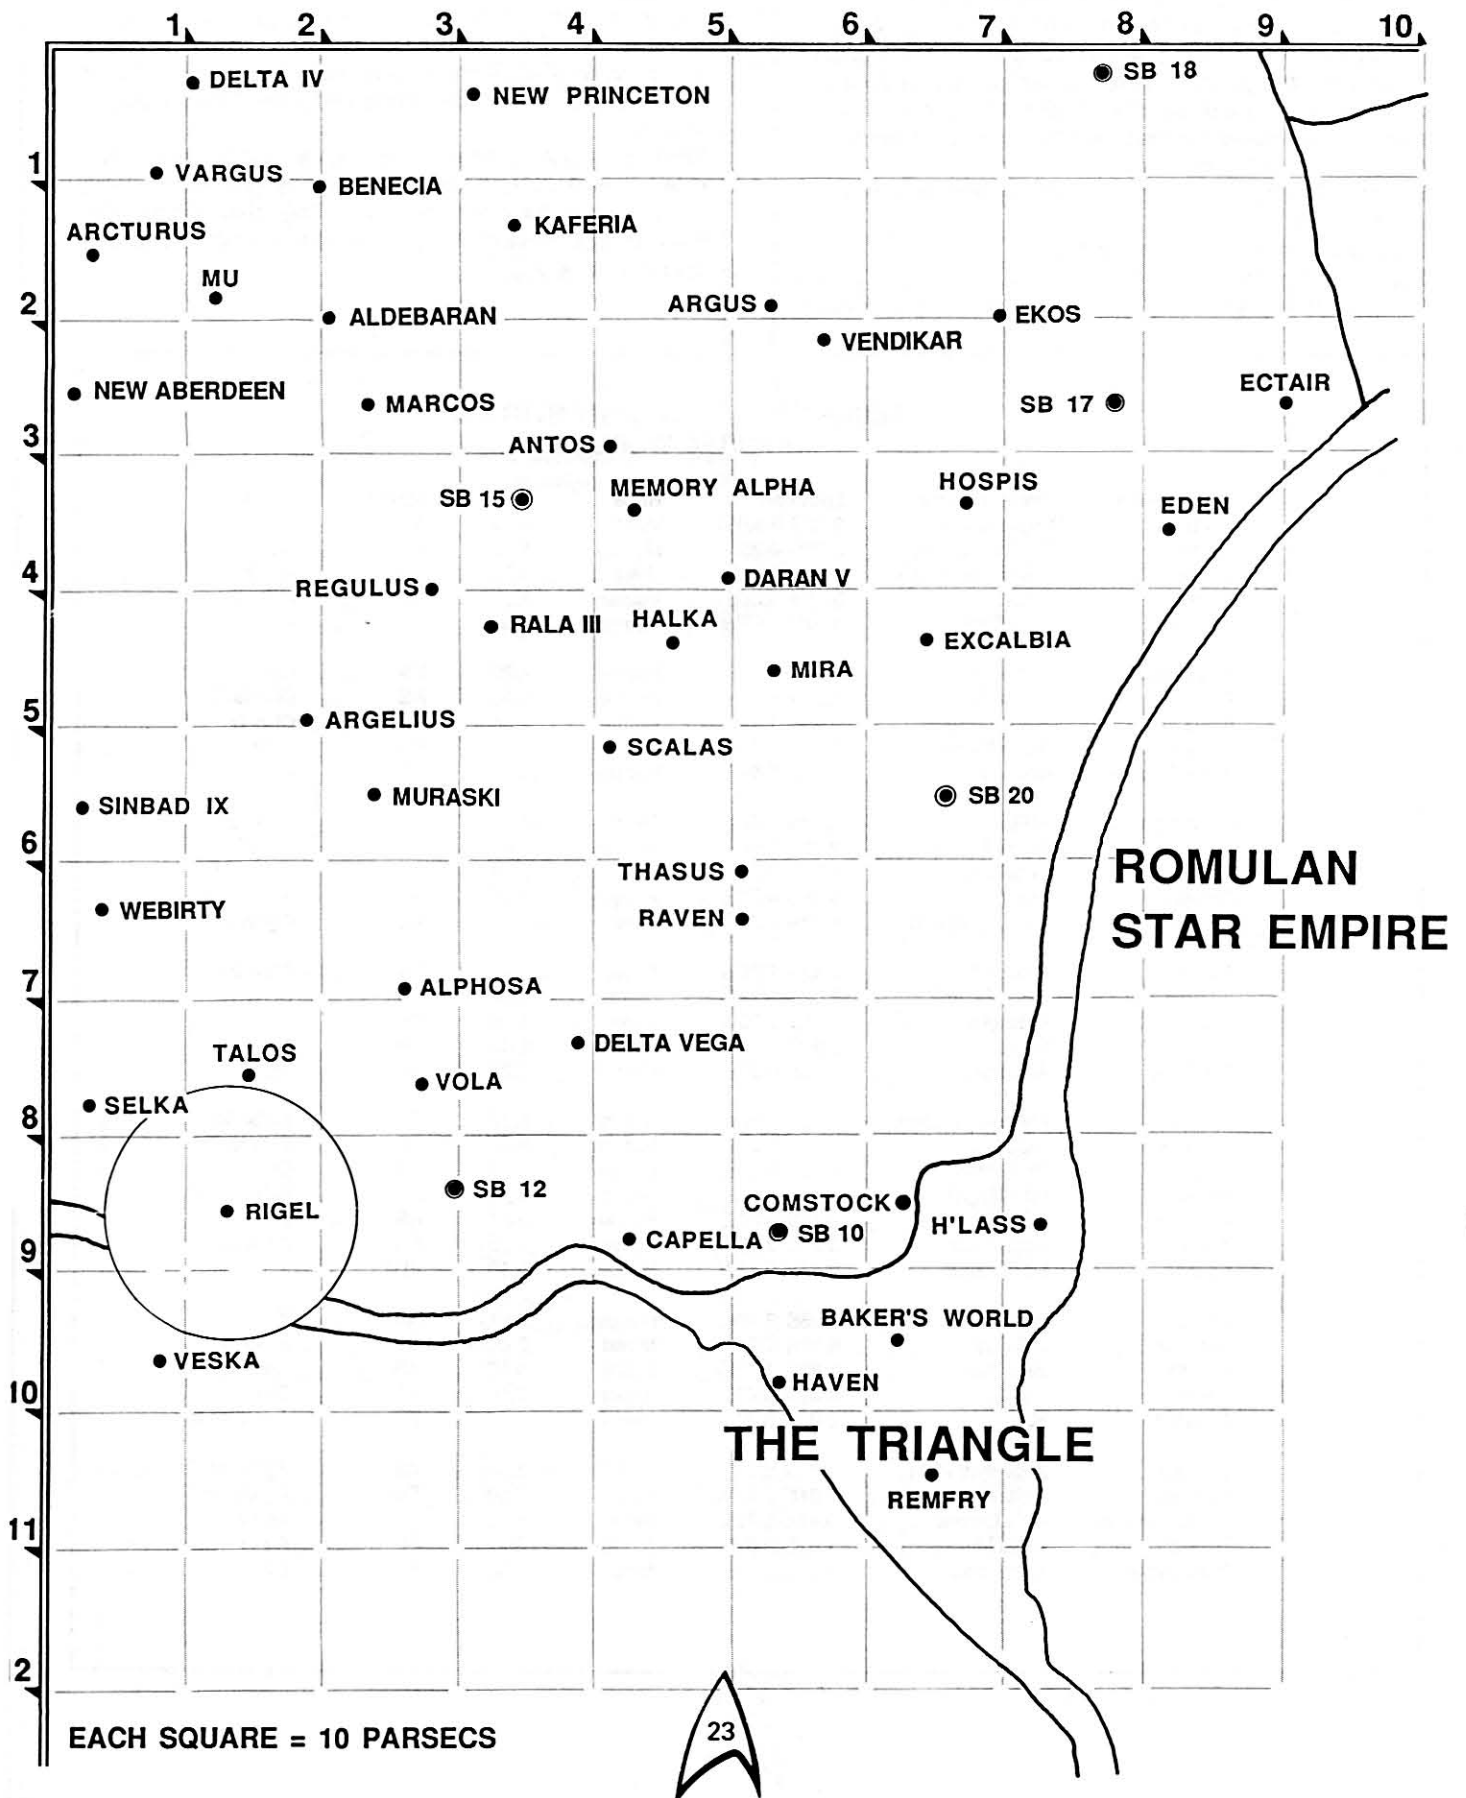 1 2 3 4 5 6 7 8 9 10
SB 18
DELTA IV
NEW PRINCETON
1
VARGUS
BENECIA
KAFERIA
ARCTURUS
MU
2
ARGUS
ALDEBARAN
EKOS
VENDIKAR
NEW ABERDEEN
MARCOS
SB 17
ECTAIR
3
ANTOS
MEMORY ALPHA
SB 15
HOSPIS
EDEN
4
REGULUS
DARAN V
RALA III
HALKA
EXCALBIA
MIRA
5
ARGELIUS
SCALAS
SINBAD IX
MURASKI
SB 20
6
THASUS
ROMULAN
STAR EMPIRE
WEBIRTY
RAVEN
7
ALPHOSA
DELTA VEGA
TALOS
VOLA
SELKA
8
SB 12
COMSTOCK
RIGEL
CAPELLA
SB 10
H'LASS
9
BAKER'S WORLD
VESKA
HAVEN
10
THE TRIANGLE
REMFRY
11
2
EACH SQUARE = 10 PARSECS
23